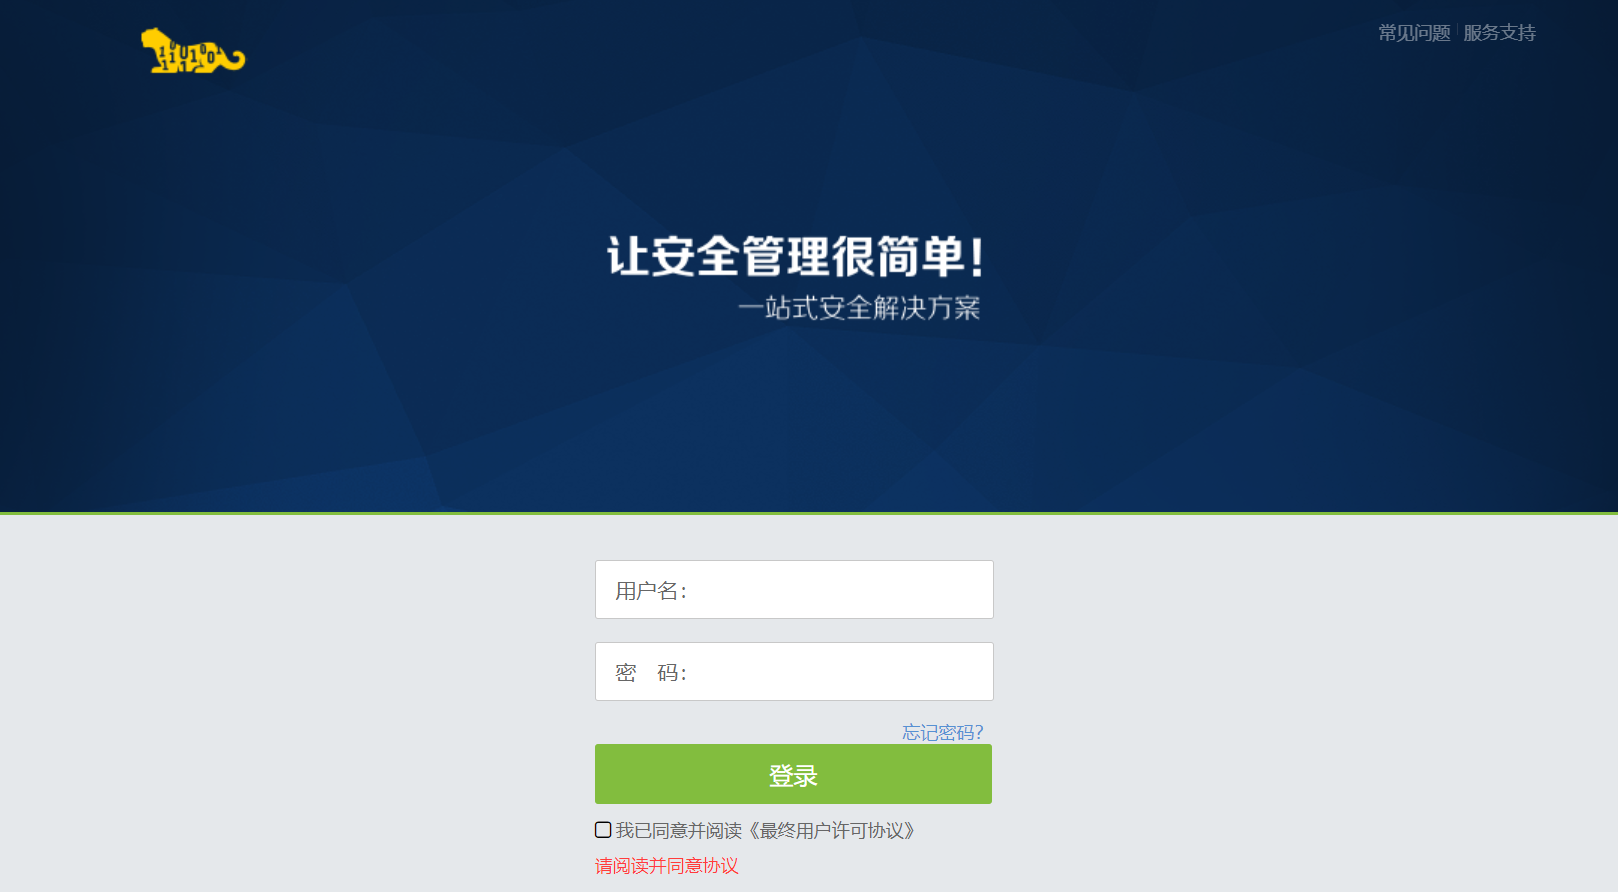 常见问题 | 服务支持
让安全管理很简单!
一站式安全解决方案
用户名:
密 码:
忘记密码?
登录
我已同意并阅读《最终用户许可协议》
请阅读并同意协议